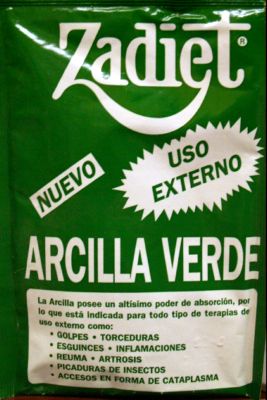 Zadiet®
NUEVO
USO
EXTERNO
ARCILLA VERDE
La Arcilla posee un altísimo poder de absorción, por
lo que está indicada para todo tipo de terapias de
uso externo como:
• GOLPES • TORCEDURAS
• ESGUINCES • INFLAMACIONES
• REUMA • ARTROSIS
• PICADURAS DE INSECTOS
• ACCESOS EN FORMA DE CATAPLASMA